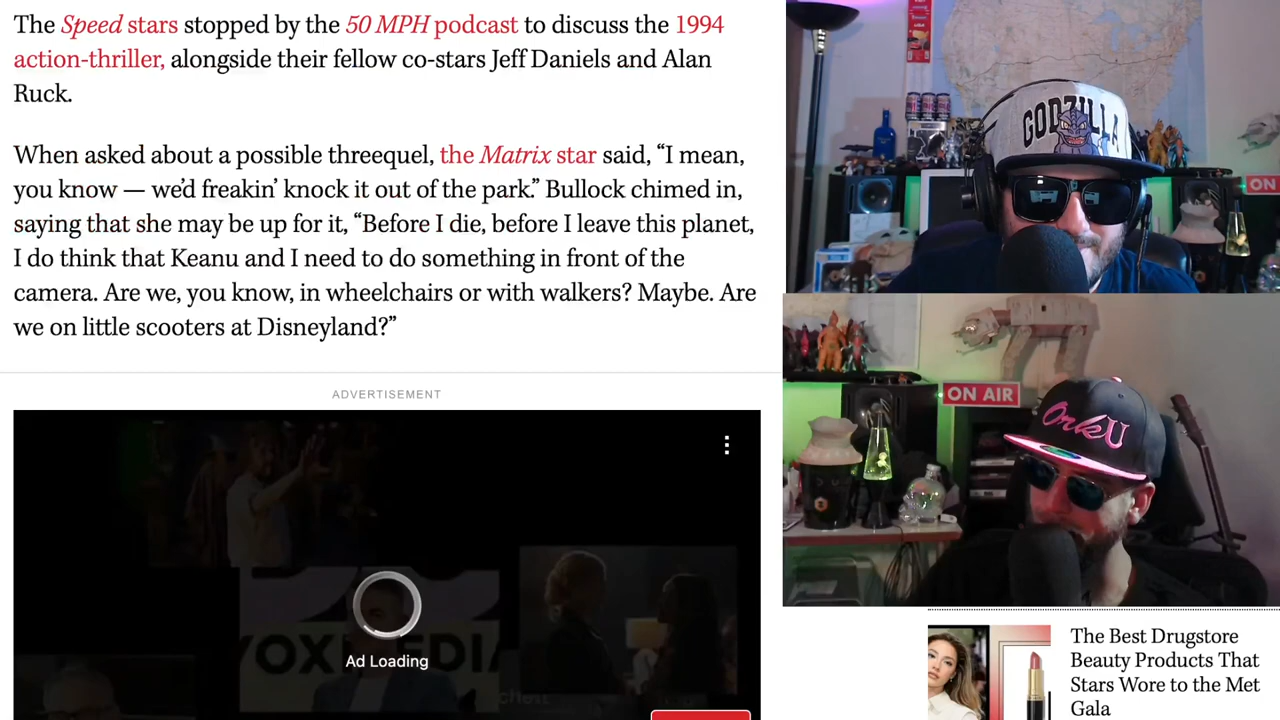 The Speed stars stopped by the 50 MPH podcast to discuss the 1994
action-thriller, alongside their fellow co-stars Jeff Daniels and Alan
Ruck.
When asked about a possible threequel, the Matrix star said, “I mean,
you know — we’d freakin’ knock it out of the park.” Bullock chimed in,
saying that she may be up for it, “Before I die, before I leave this planet,
I do think that Keanu and I need to do something in front of the
camera. Are we, you know, in wheelchairs or with walkers? Maybe. Are
we on little scooters at Disneyland?”
ADVERTISEMENT
VOXMEDIA
Ad Loading
GODZILLA
ON
ON AIR
OrkU
The Best Drugstore
Beauty Products That
Stars Wore to the Met
Gala